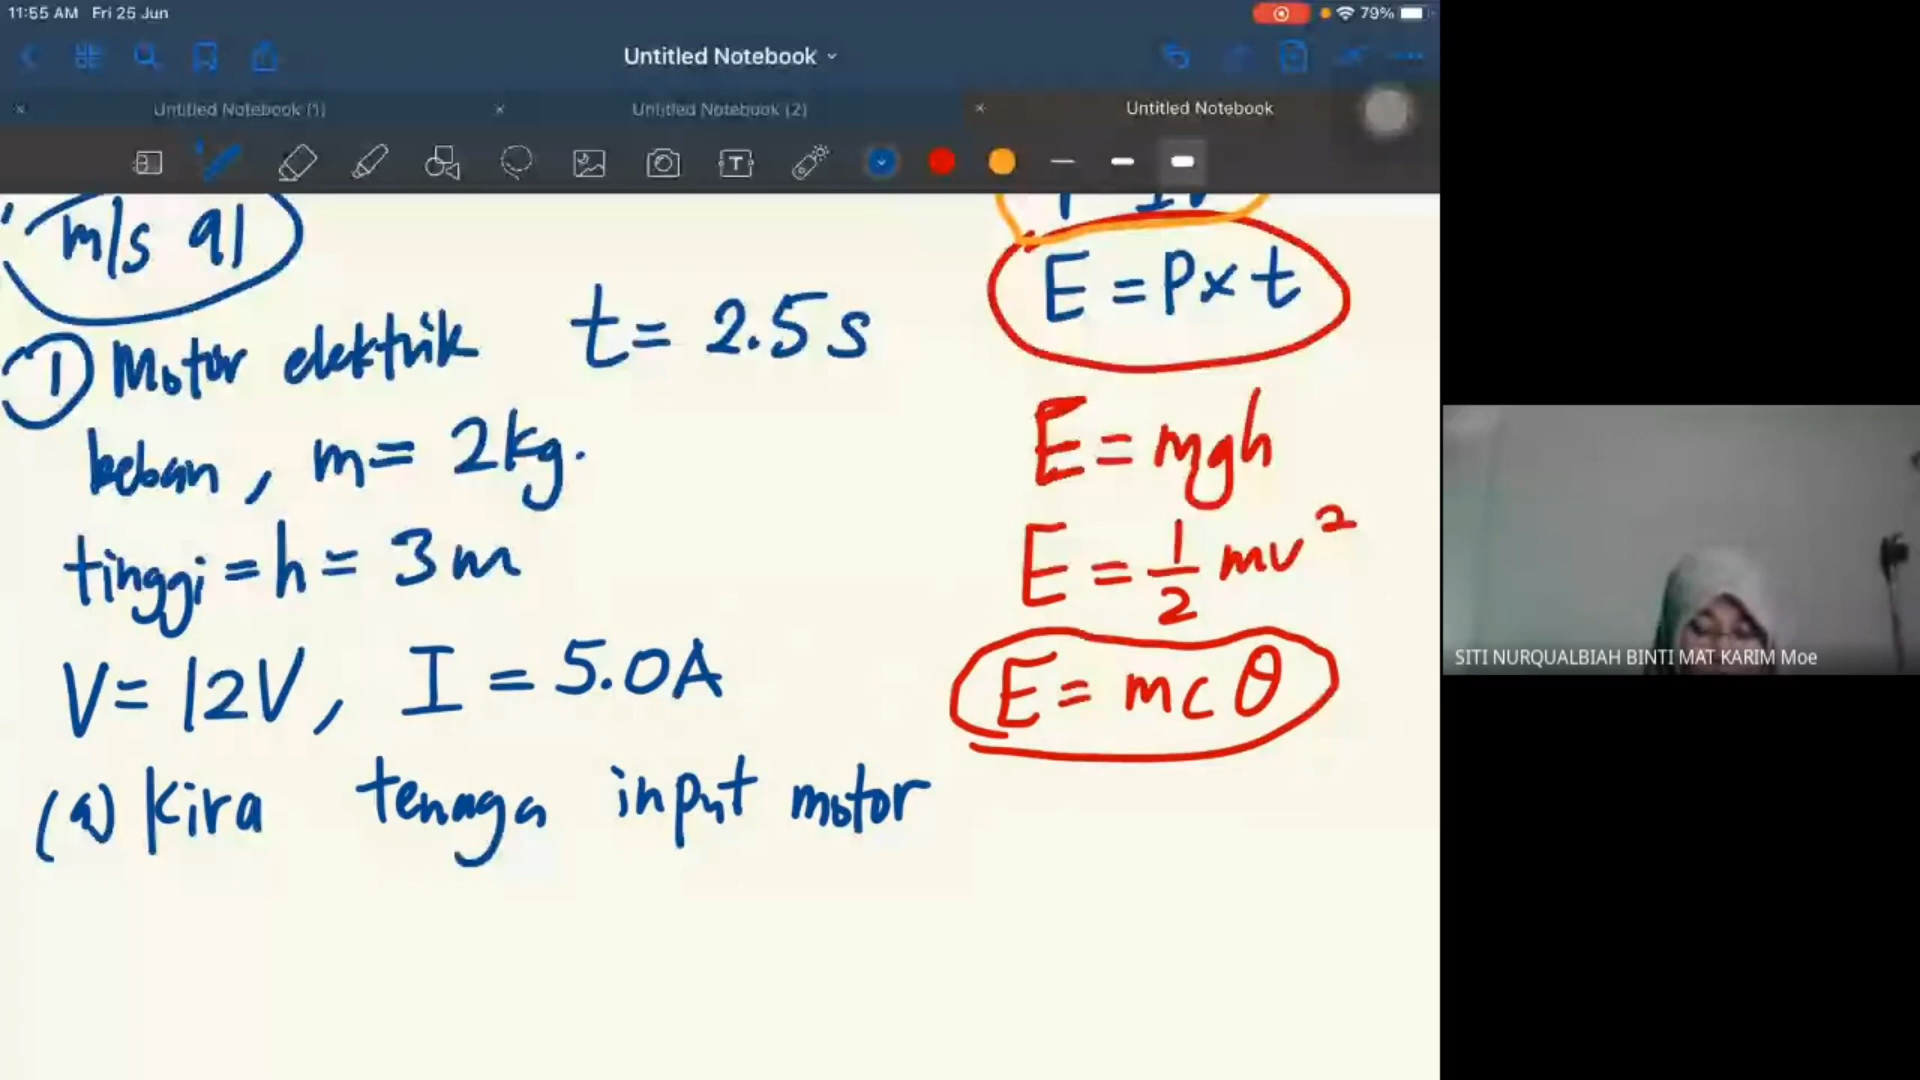 11:55 AM Fri 25 Jun
79%
Untitled Notebook
Untitled Notebook (1)
Untitled Notebook (2)
Untitled Notebook
T
m/s 91
① Motor elektrik t = 2.5 s
beban, m = 2kg.
tinggi = h = 3m
V = 12V, I = 5.0A
(a) Kira tenaga input motor
E = P x t
E = mgh
E = 1/2 mv²
E = mcθ
SITI NURQUALBIAH BINTI MAT KARIM Moe